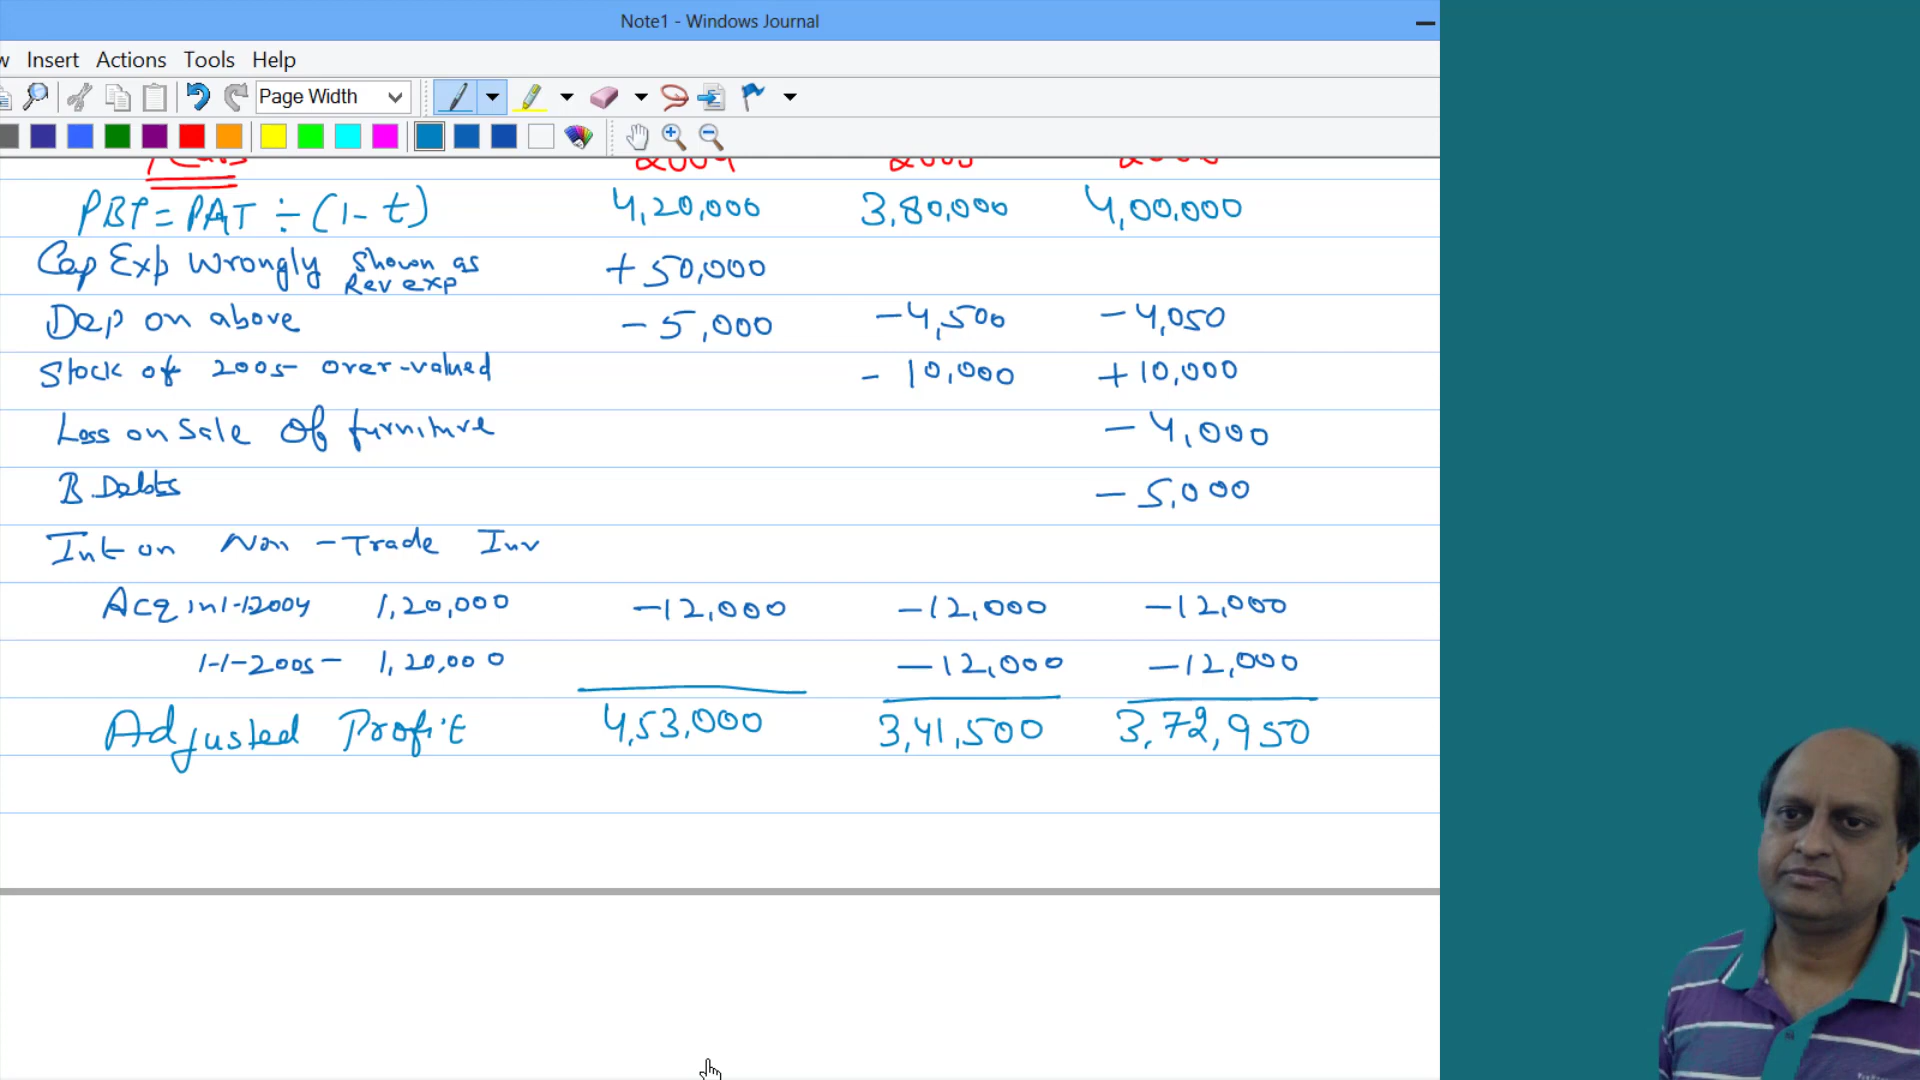 Note1 - Windows Journal
Insert Actions Tools Help
Page Width
2004 2005
PBT = PAT ÷ (1 - t) 4,20,000 3,80,000 4,00,000
Cap Exp wrongly shown as Rev exp +50,000
Dep on above -5,000 -4,500 -4,050
Stock of 2005 over-valued -10,000 +10,000
Loss on Sale Of furniture -4,000
B Debts -5,000
Int on Non-Trade Inv
Acq in 1-1-2004 1,20,000 -12,000 -12,000 -12,000
1-1-2005- 1,20,000 -12,000 -12,000
Adjusted Profit 4,53,000 3,41,500 3,72,950